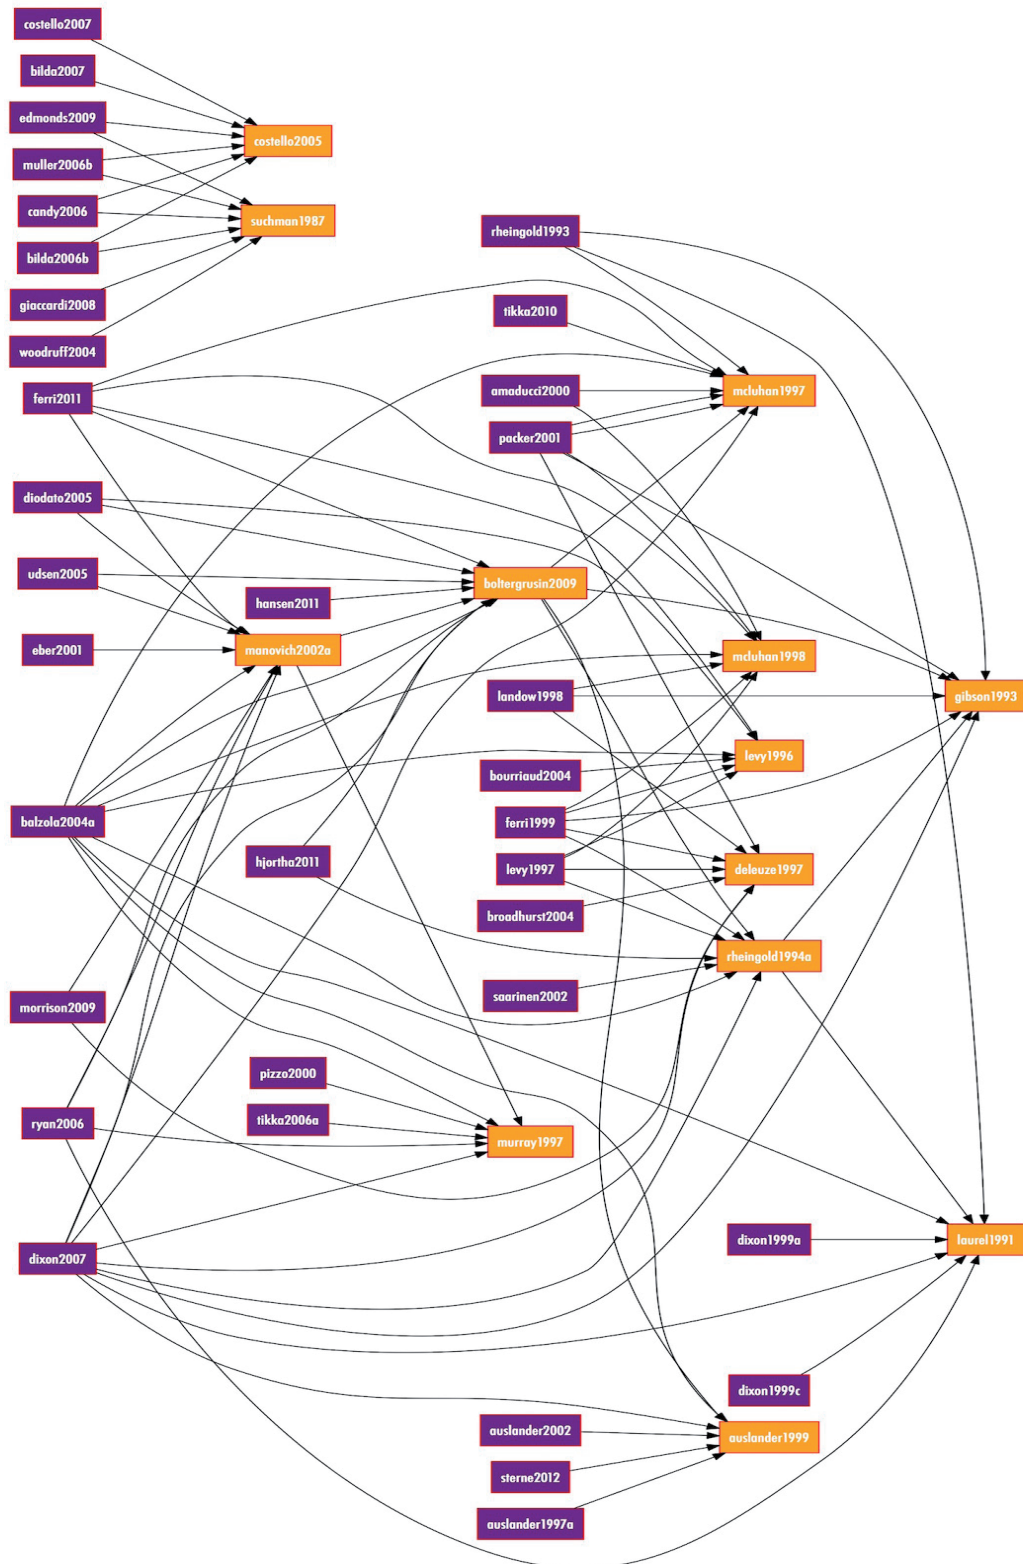 costello2007
bilda2007
edmonds2009
costello2005
muller2006b
candy2006
suchman1987
rheingold1993
bilda2006b
giaccardi2008
tikka2010
woodruff2004
ferri2011
amaducci2000
mcluhan1997
packer2001
diodato2005
udsen2005
boltergrusin2009
hansen2011
eber2001
manovich2002a
mcluhan1998
landow1998
gibson1993
levy1996
bourriaud2004
balzola2004a
ferri1999
hjortha2011
levy1997
deleuze1997
broadhurst2004
rheingold1994a
saarinen2002
morrison2009
pizzo2000
tikka2006a
ryan2006
murray1997
dixon1999a
laurel1991
dixon2007
dixon1999c
auslander2002
auslander1999
sterne2012
auslander1997a